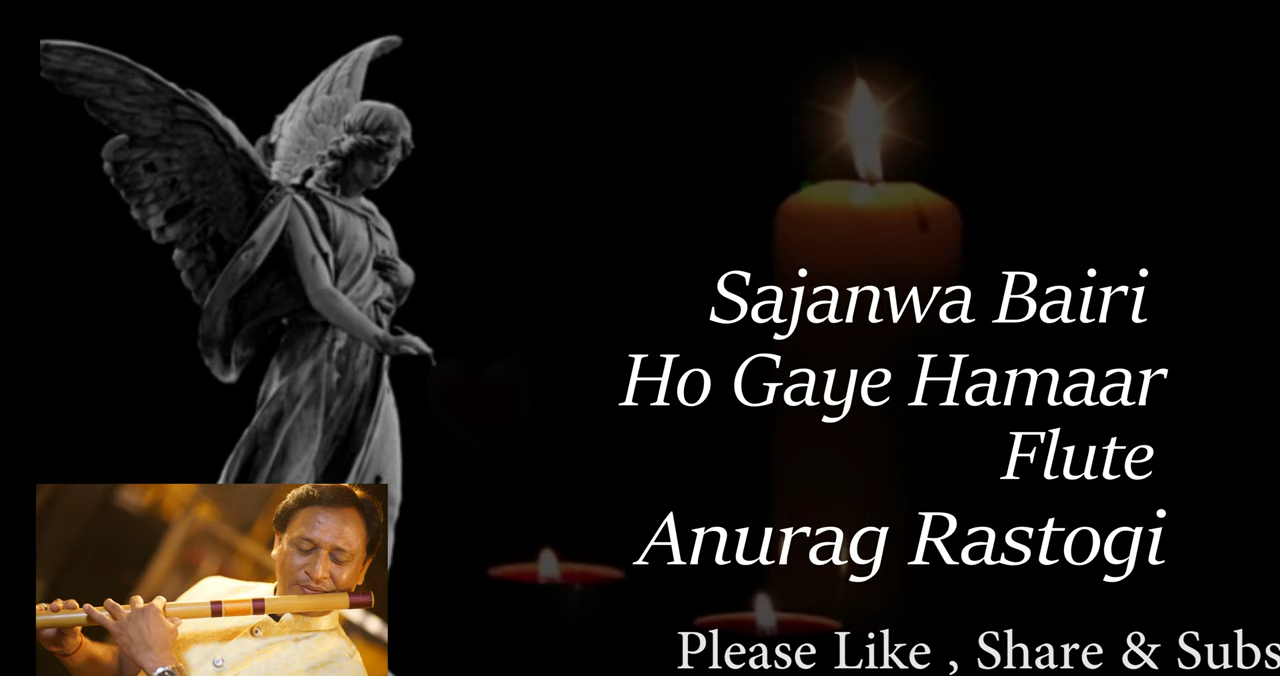 Sajanwa Bairi
Ho Gaye Hamaar
Flute
Anurag Rastogi
Please Like , Share & Subs